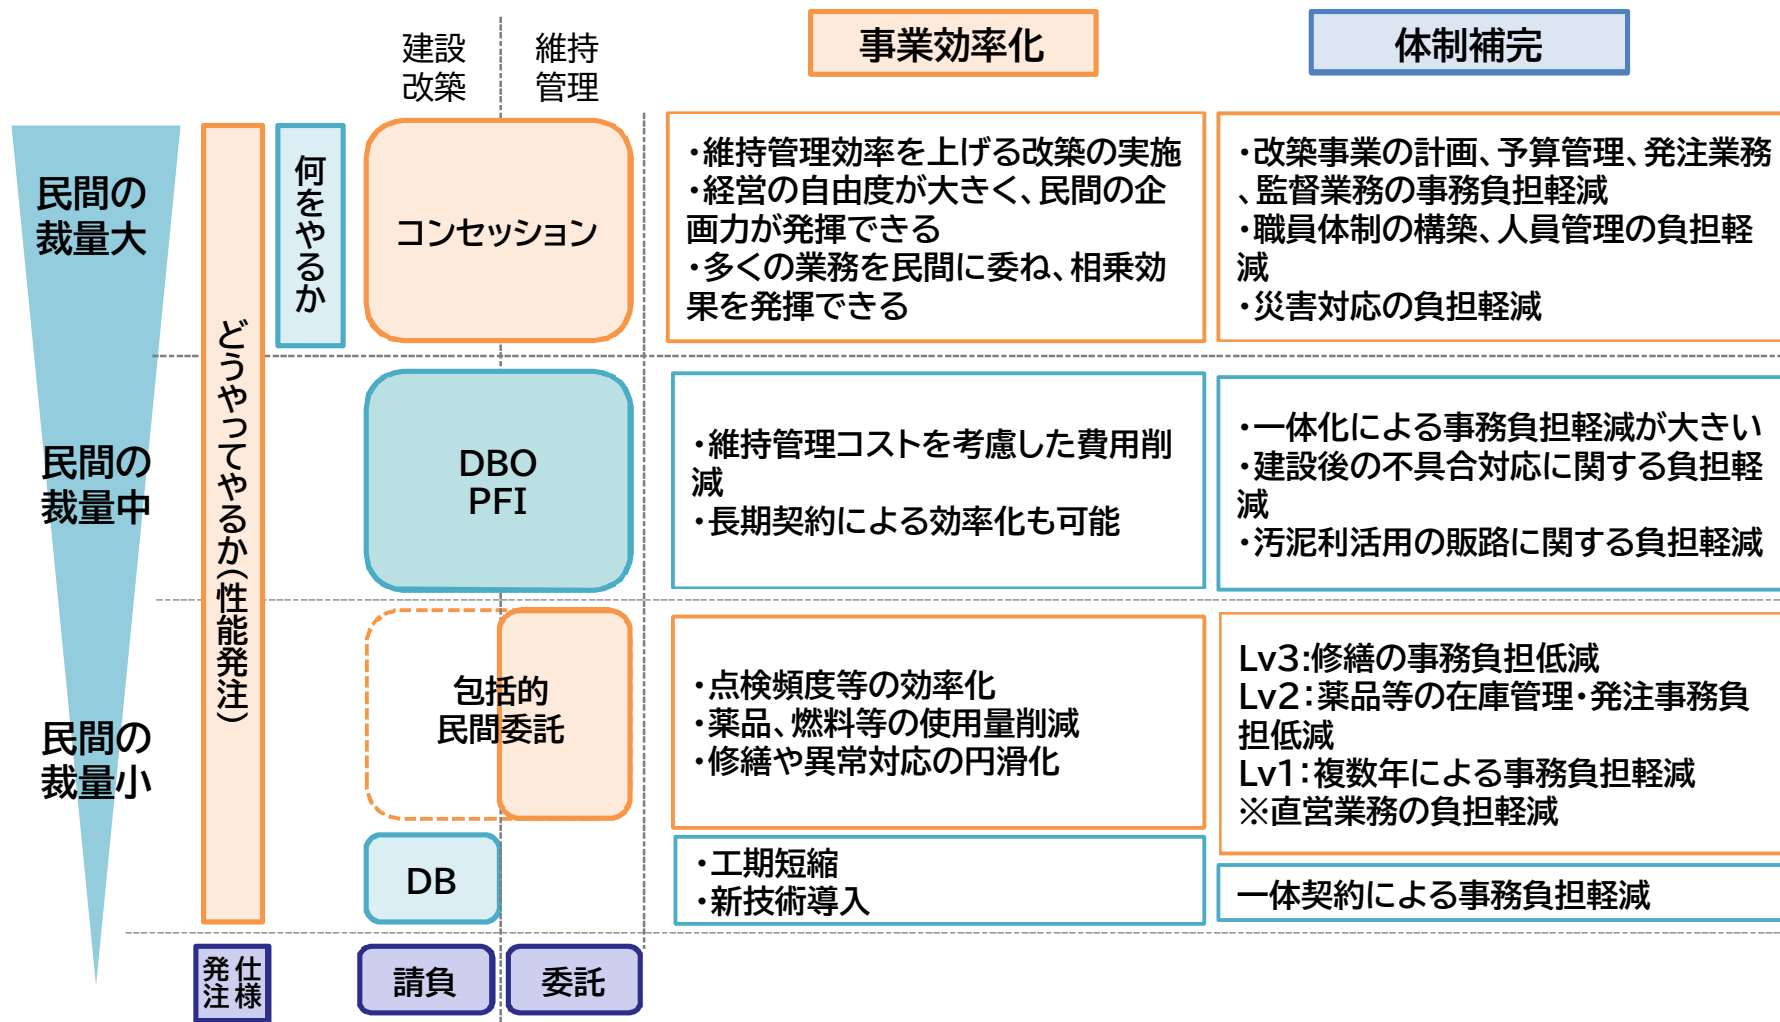 建設
改築
維持
管理
事業効率化
体制補完
民間の
裁量大
民間の
裁量中
民間の
裁量小
どうやってやるか(性能発注)
何をやるか
コンセッション
・維持管理効率を上げる改築の実施
・経営の自由度が大きく、民間の企
画力が発揮できる
・多くの業務を民間に委ね、相乗効
果を発揮できる
・改築事業の計画、予算管理、発注業務
、監督業務の事務負担軽減
・職員体制の構築、人員管理の負担軽
減
・災害対応の負担軽減
DBO
PFI
・維持管理コストを考慮した費用削
減
・長期契約による効率化も可能
・一体化による事務負担軽減が大きい
・建設後の不具合対応に関する負担軽
減
・汚泥利活用の販路に関する負担軽減
包括的
民間委託
・点検頻度等の効率化
・薬品、燃料等の使用量削減
・修繕や異常対応の円滑化
Lv3:修繕の事務負担低減
Lv2：薬品等の在庫管理・発注事務負
担低減
Lv1：複数年による事務負担軽減
※直営業務の負担軽減
DB
・工期短縮
・新技術導入
一体契約による事務負担軽減
仕様
発注
請負
委託